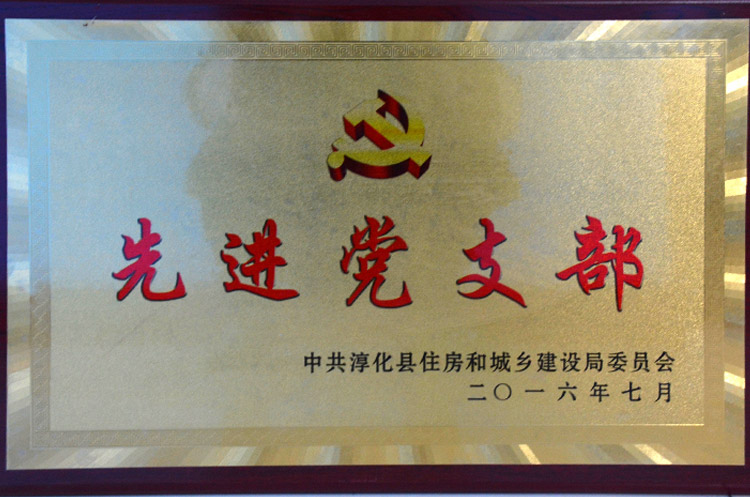 先进党支部
中共淳化县住房和城乡建设局委员会
二〇一六年七月